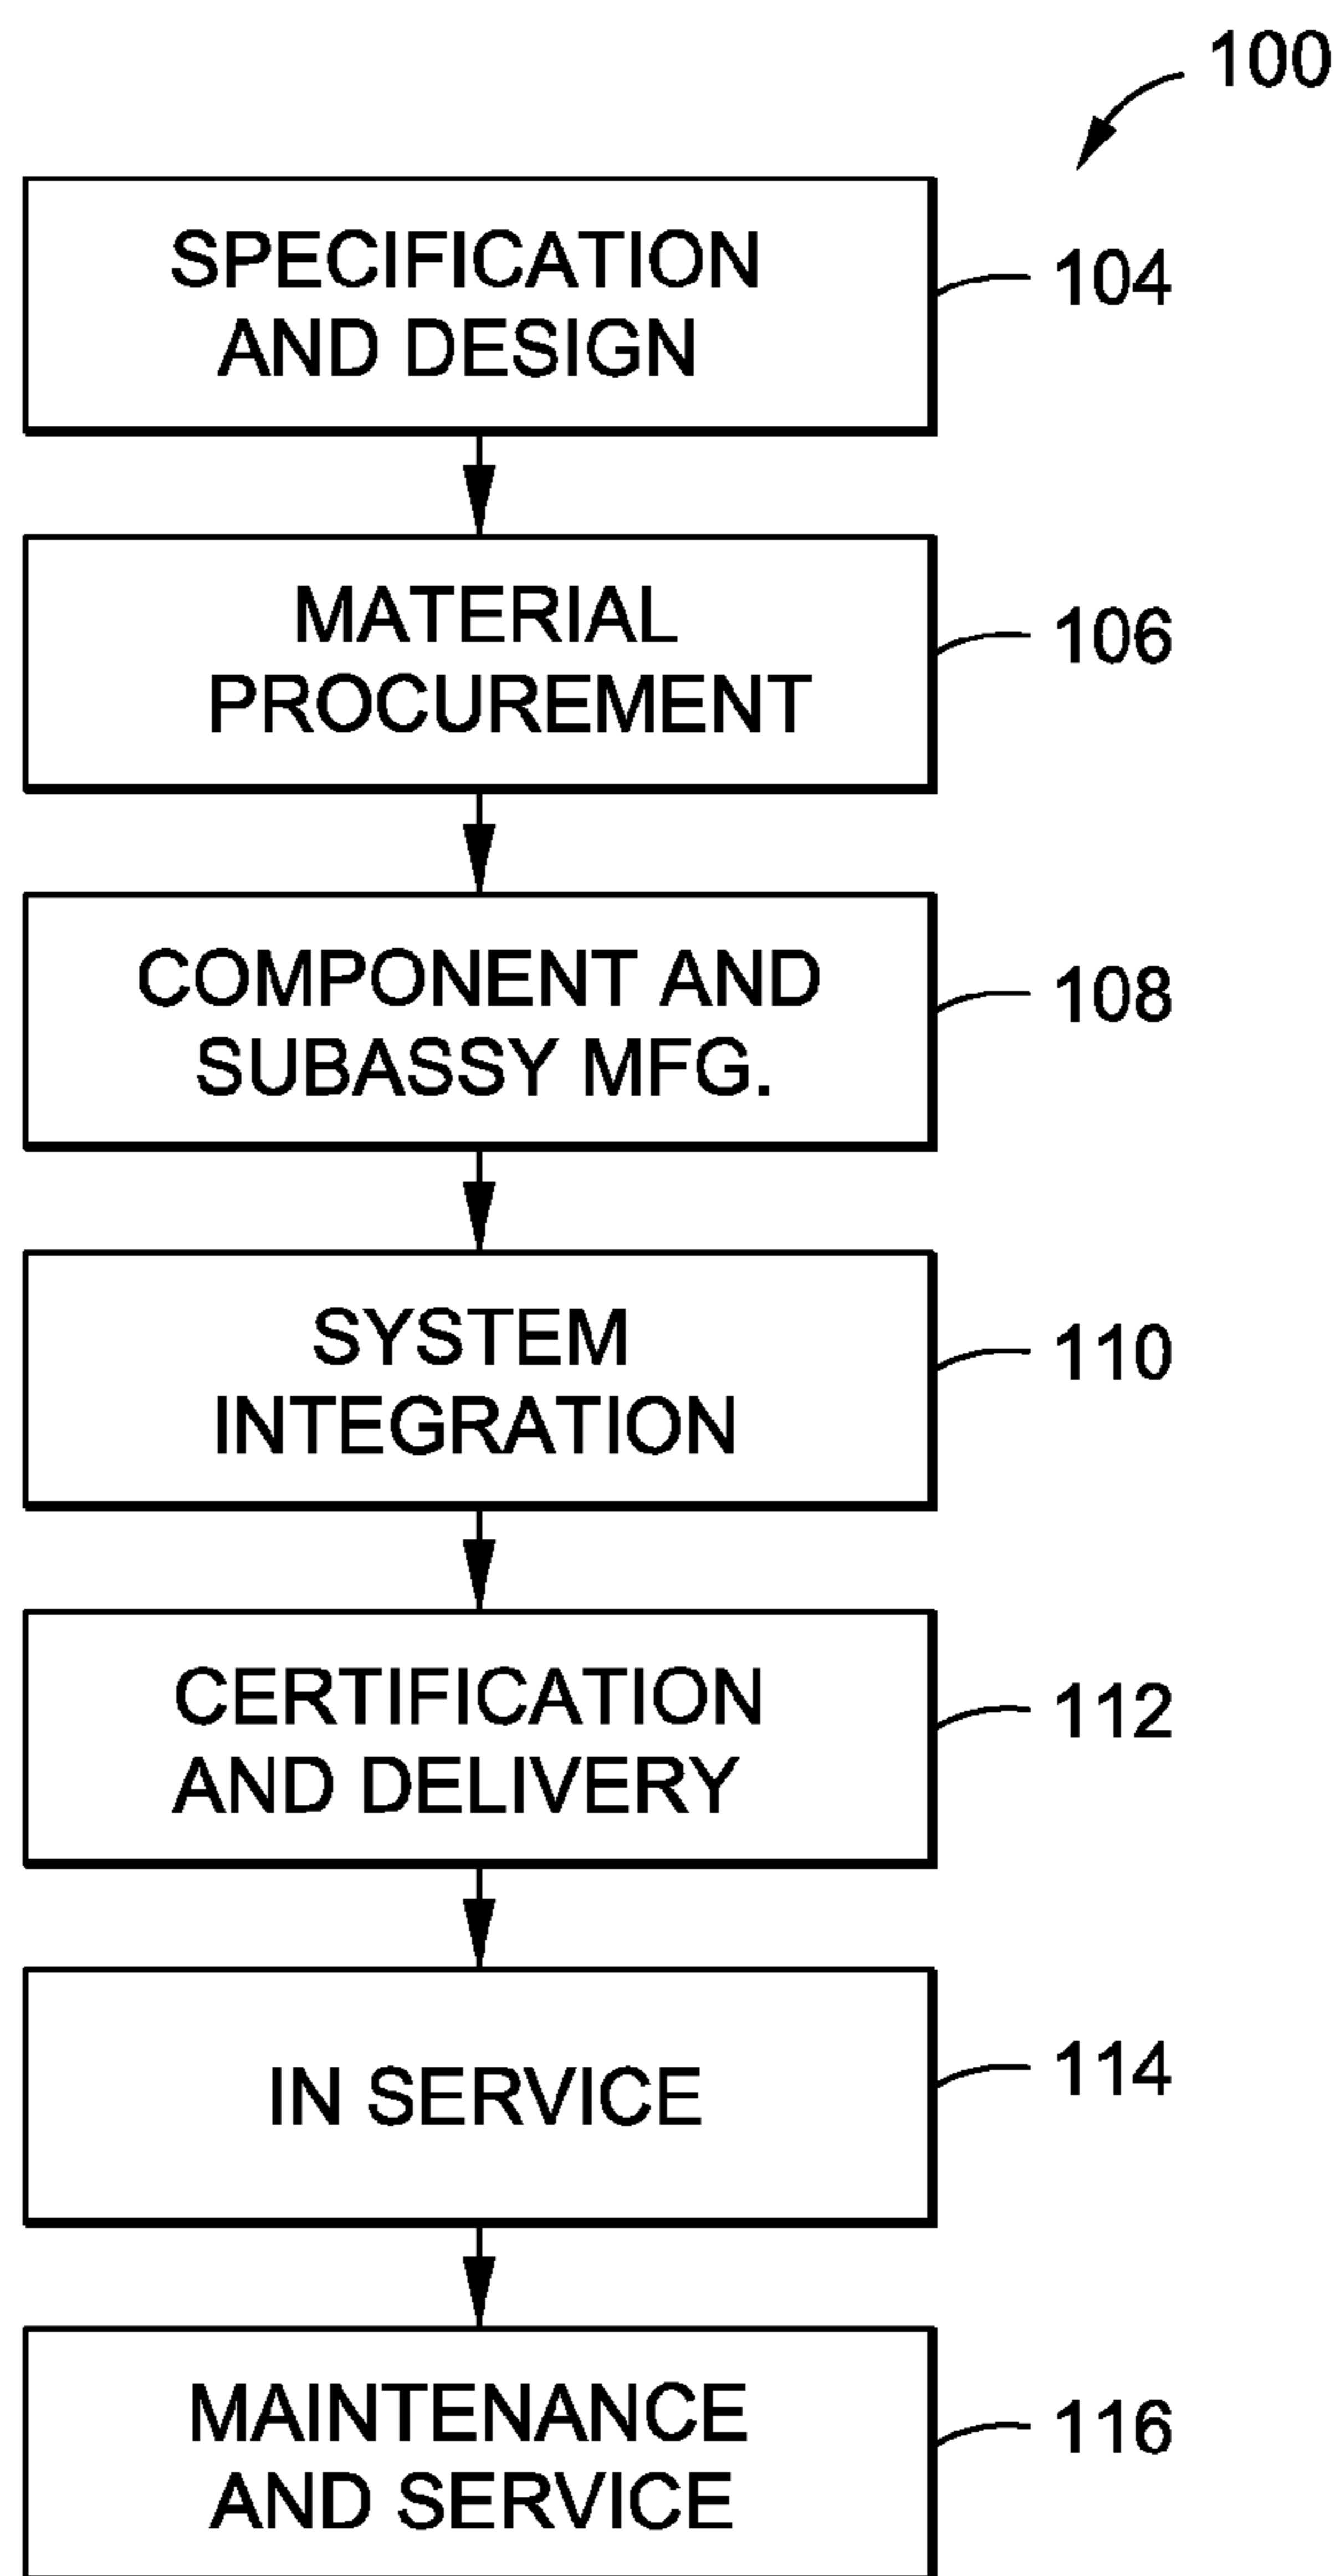 100
SPECIFICATION
AND DESIGN
104
MATERIAL
PROCUREMENT
106
COMPONENT AND
SUBASSY MFG.
108
SYSTEM
INTEGRATION
110
CERTIFICATION
AND DELIVERY
112
IN SERVICE
114
MAINTENANCE
AND SERVICE
116